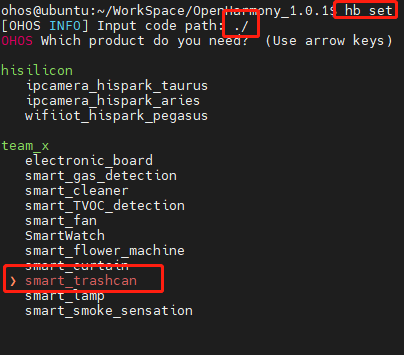 ohos@ubuntu:~/WorkSpace/OpenHarmony_1.0.1$ hb set
[OHOS INFO] Input code path: ./
OHOS Which product do you need? (Use arrow keys)
hisilicon
ipcamera_hispark_taurus
ipcamera_hispark_aries
wifiiot_hispark_pegasus
team_x
electronic_board
smart_gas_detection
smart_cleaner
smart_TVOC_detection
smart_fan
SmartWatch
smart_flower_machine
smart_curtain
❯ smart_trashcan
smart_lamp
smart_smoke_sensation